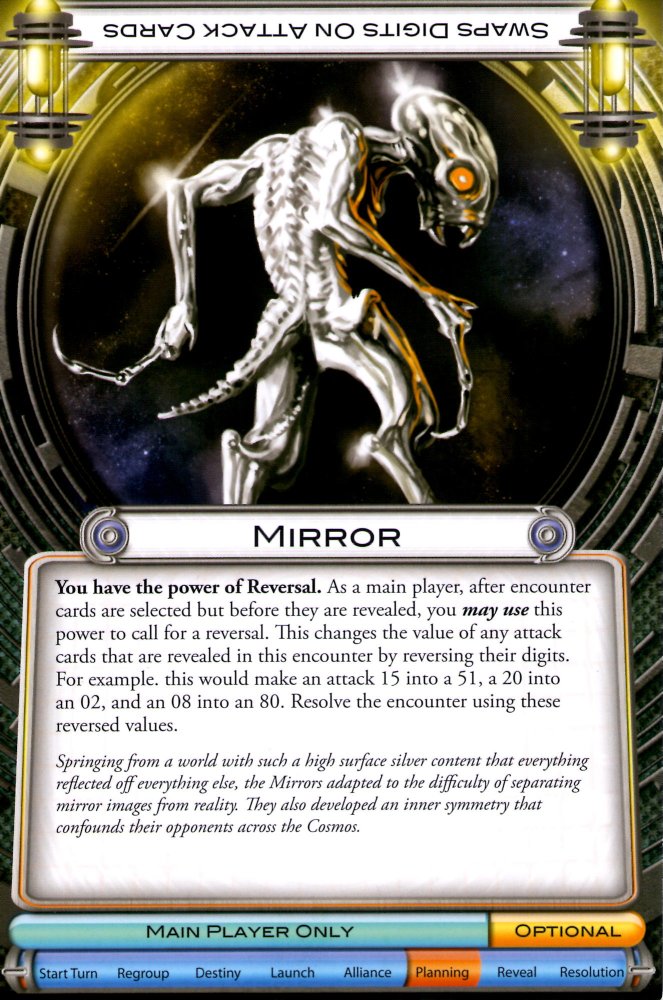 Swaps Digits On Attack Cards
Mirror
You have the power of Reversal. As a main player, after encounter
cards are selected but before they are revealed, you may use this
power to call for a reversal. This changes the value of any attack
cards that are revealed in this encounter by reversing their digits.
For example. this would make an attack 15 into a 51, a 20 into
an 02, and an 08 into an 80. Resolve the encounter using these
reversed values.
Springing from a world with such a high surface silver content that everything
reflected off everything else, the Mirrors adapted to the difficulty of separating
mirror images from reality. They also developed an inner symmetry that
confounds their opponents across the Cosmos.
Main Player Only Optional
Start Turn Regroup Destiny Launch Alliance Planning Reveal Resolution